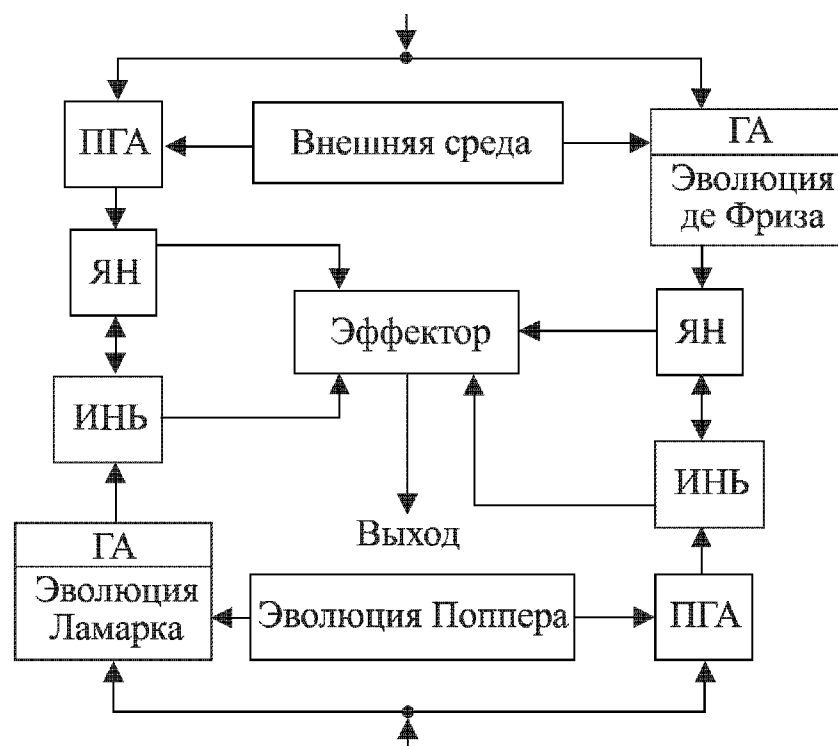 ПГА
Внешняя среда
ГА
Эволюция
де Фриза
ЯН
Эффектор
ЯН
ИНЬ
ИНЬ
Выход
ГА
Эволюция
Ламарка
Эволюция Поппера
ПГА